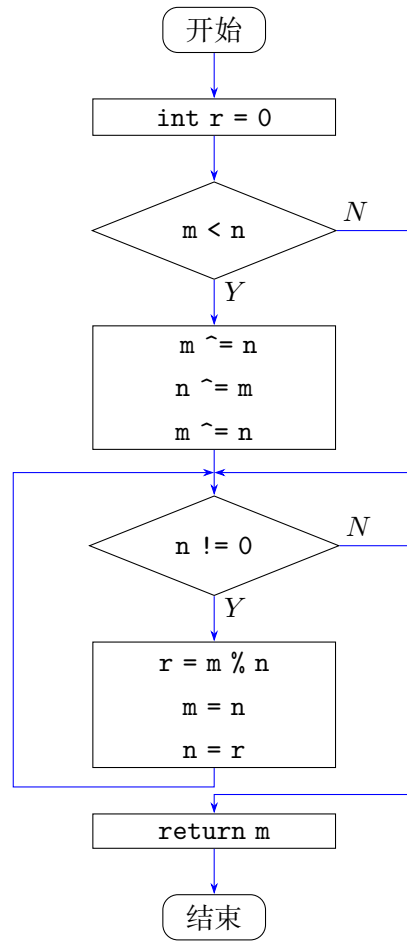 开始
int r = 0
m < n
N
Y
m ^= n
n ^= m
m ^= n
n != 0
N
Y
r = m % n
m = n
n = r
return m
结束